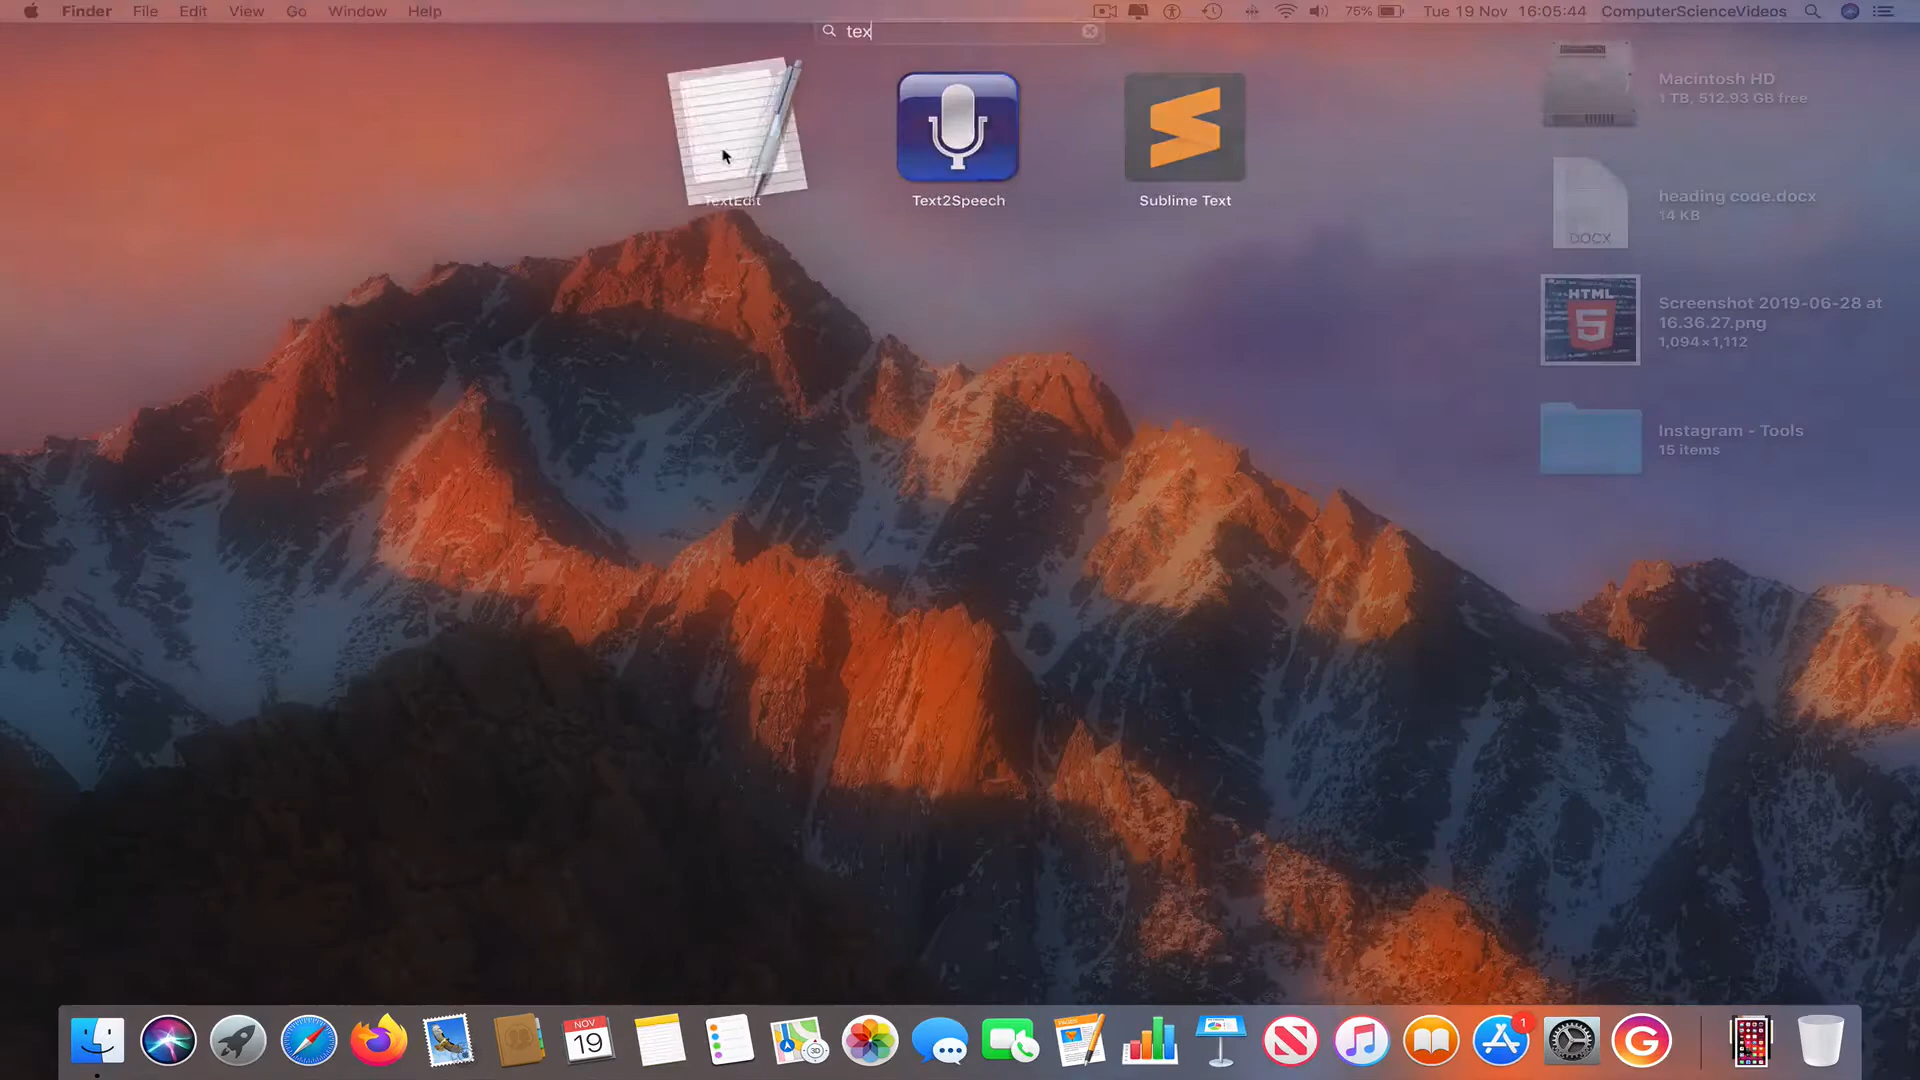 Finder File Edit View Go Window Help
75% Tue 19 Nov 16:05:44 ComputerScienceVideos
tex
TextEdit
Text2Speech
Sublime Text
Macintosh HD
1 TB, 512.93 GB free
heading code.docx
14 KB
DOCX
HTML
5
Screenshot 2019-06-28 at
16.36.27.png
1,094×1,112
Instagram - Tools
15 items
NOV
19
3D
PAGES
1
G